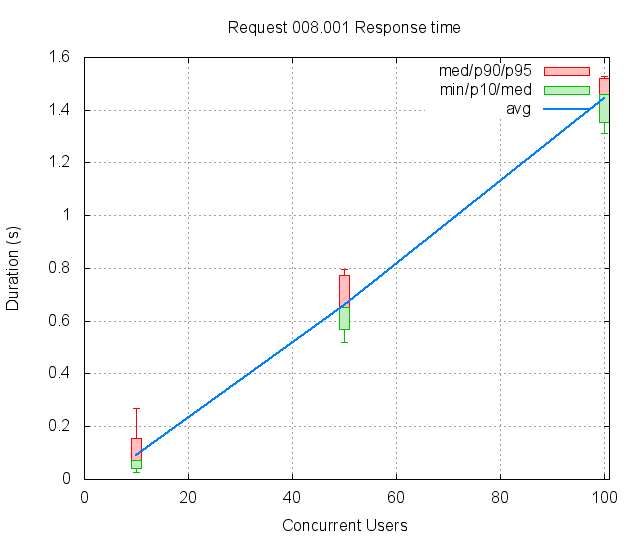 Request 008.001 Response time
med/p90/p95
min/p10/med
avg
Duration (s)
1.6
1.4
1.2
1
0.8
0.6
0.4
0.2
0
0 20 40 60 80 100
Concurrent Users